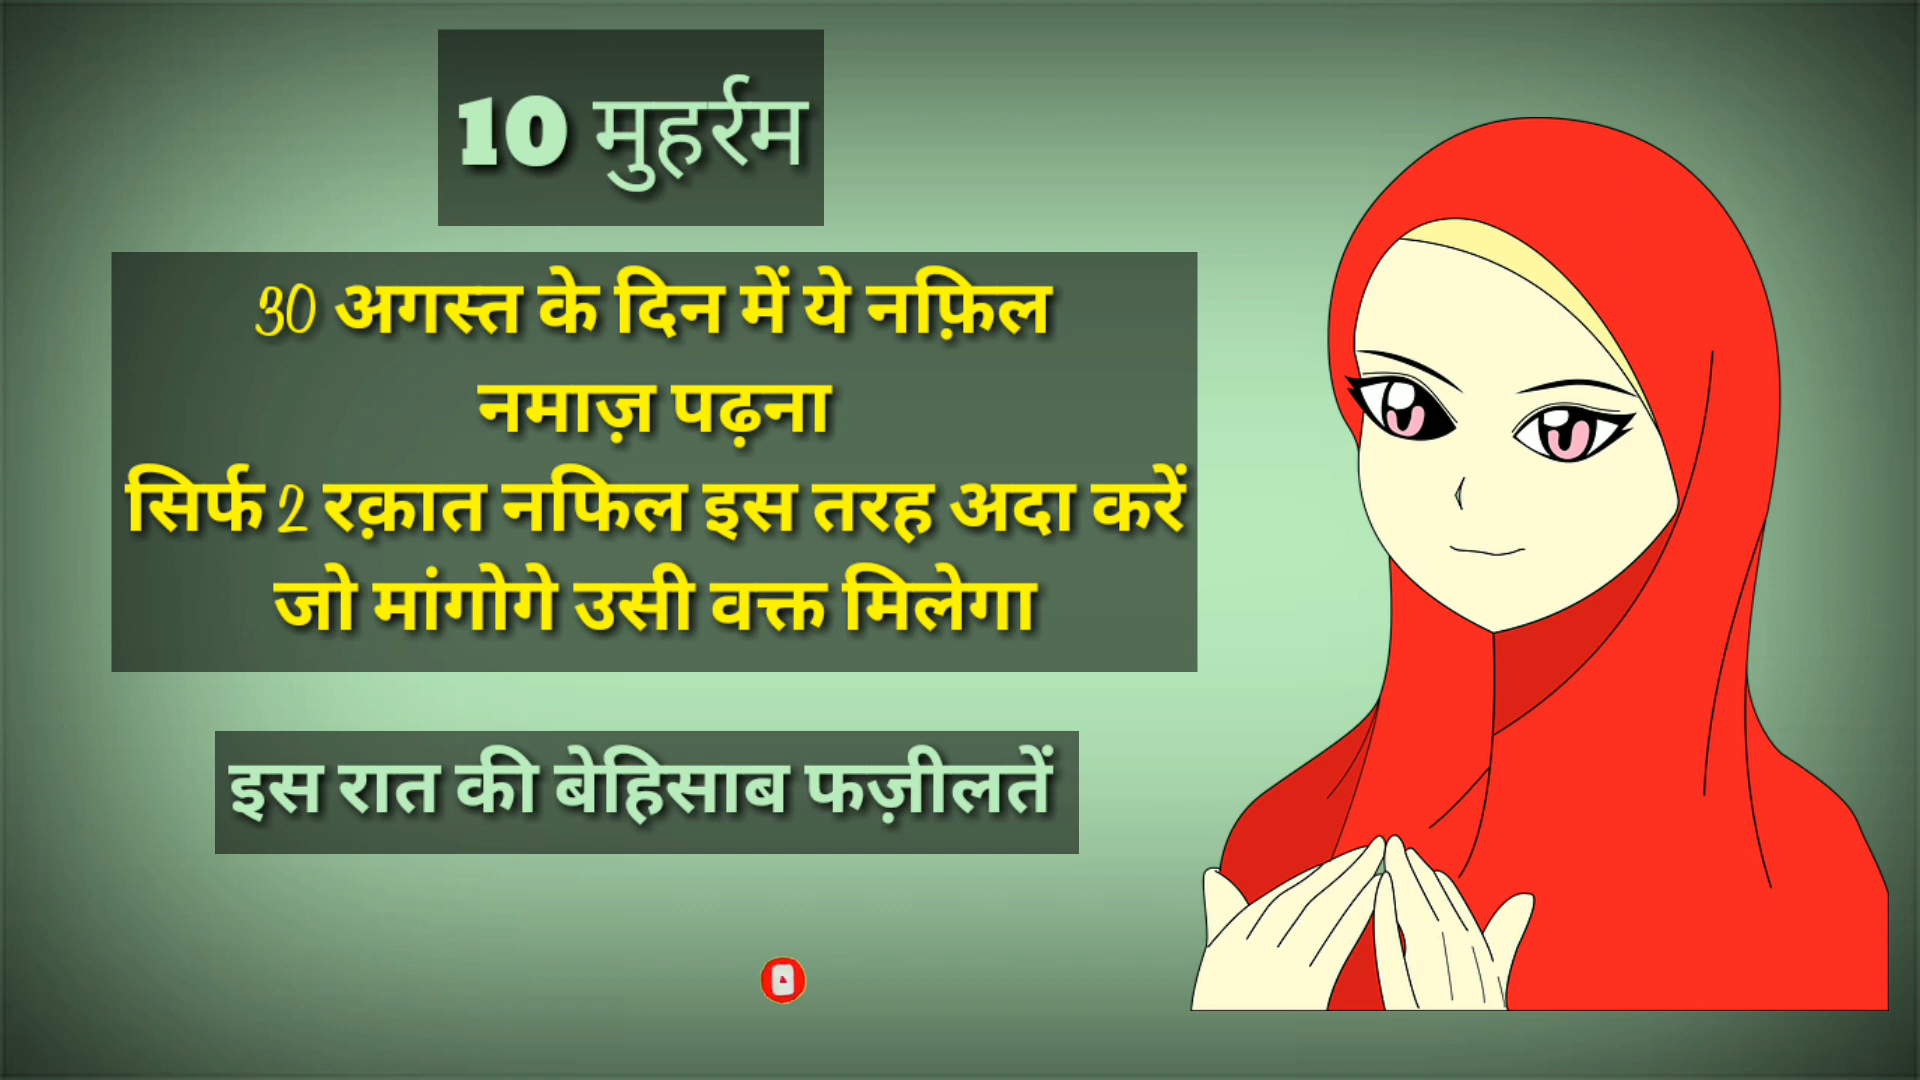 10 मुहर्रम
30 अगस्त के दिन में ये नफ़िल
नमाज़ पढ़ना
सिर्फ 2 रक़ात नफिल इस तरह अदा करें
जो मांगोगे उसी वक्त मिलेगा
इस रात की बेहिसाब फज़ीलतें